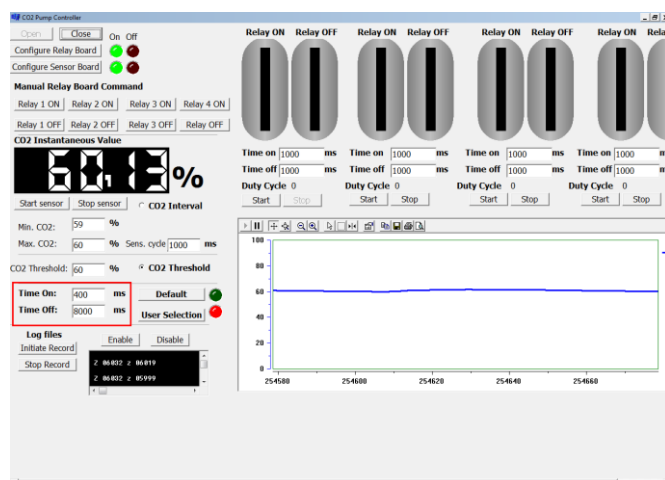 CO2 Pump Controller
Open Close On Off
Configure Relay Board
Configure Sensor Board
Manual Relay Board Command
Relay 1 ON Relay 2 ON Relay 3 ON Relay 4 ON
Relay 1 OFF Relay 2 OFF Relay 3 OFF Relay OFF
CO2 Instantaneous Value
60.13 %
Start sensor Stop sensor CO2 Interval
Min. CO2: 59 %
Max. CO2: 60 % Sens. cycle 1000 ms
CO2 Threshold: 60 % CO2 Threshold
Time On: 400 ms Default
Time Off: 8000 ms User Selection
Log files
Initiate Record Enable Disable
Stop Record
Z 06032 z 06019
Z 06032 z 05999
Relay ON Relay OFF Relay ON Relay OFF Relay ON Relay OFF Relay ON Rela
Time on 1000 ms Time on 1000 ms Time on 1000 ms Time on 1000 m
Time off 1000 ms Time off 1000 ms Time off 1000 ms Time off 1000 m
Duty Cycle 0 Duty Cycle 0 Duty Cycle 0 Duty Cycle 0
Start Stop Start Stop Start Stop Start Stop
100
80
60
40
20
0
254580 254600 254620 254640 254660